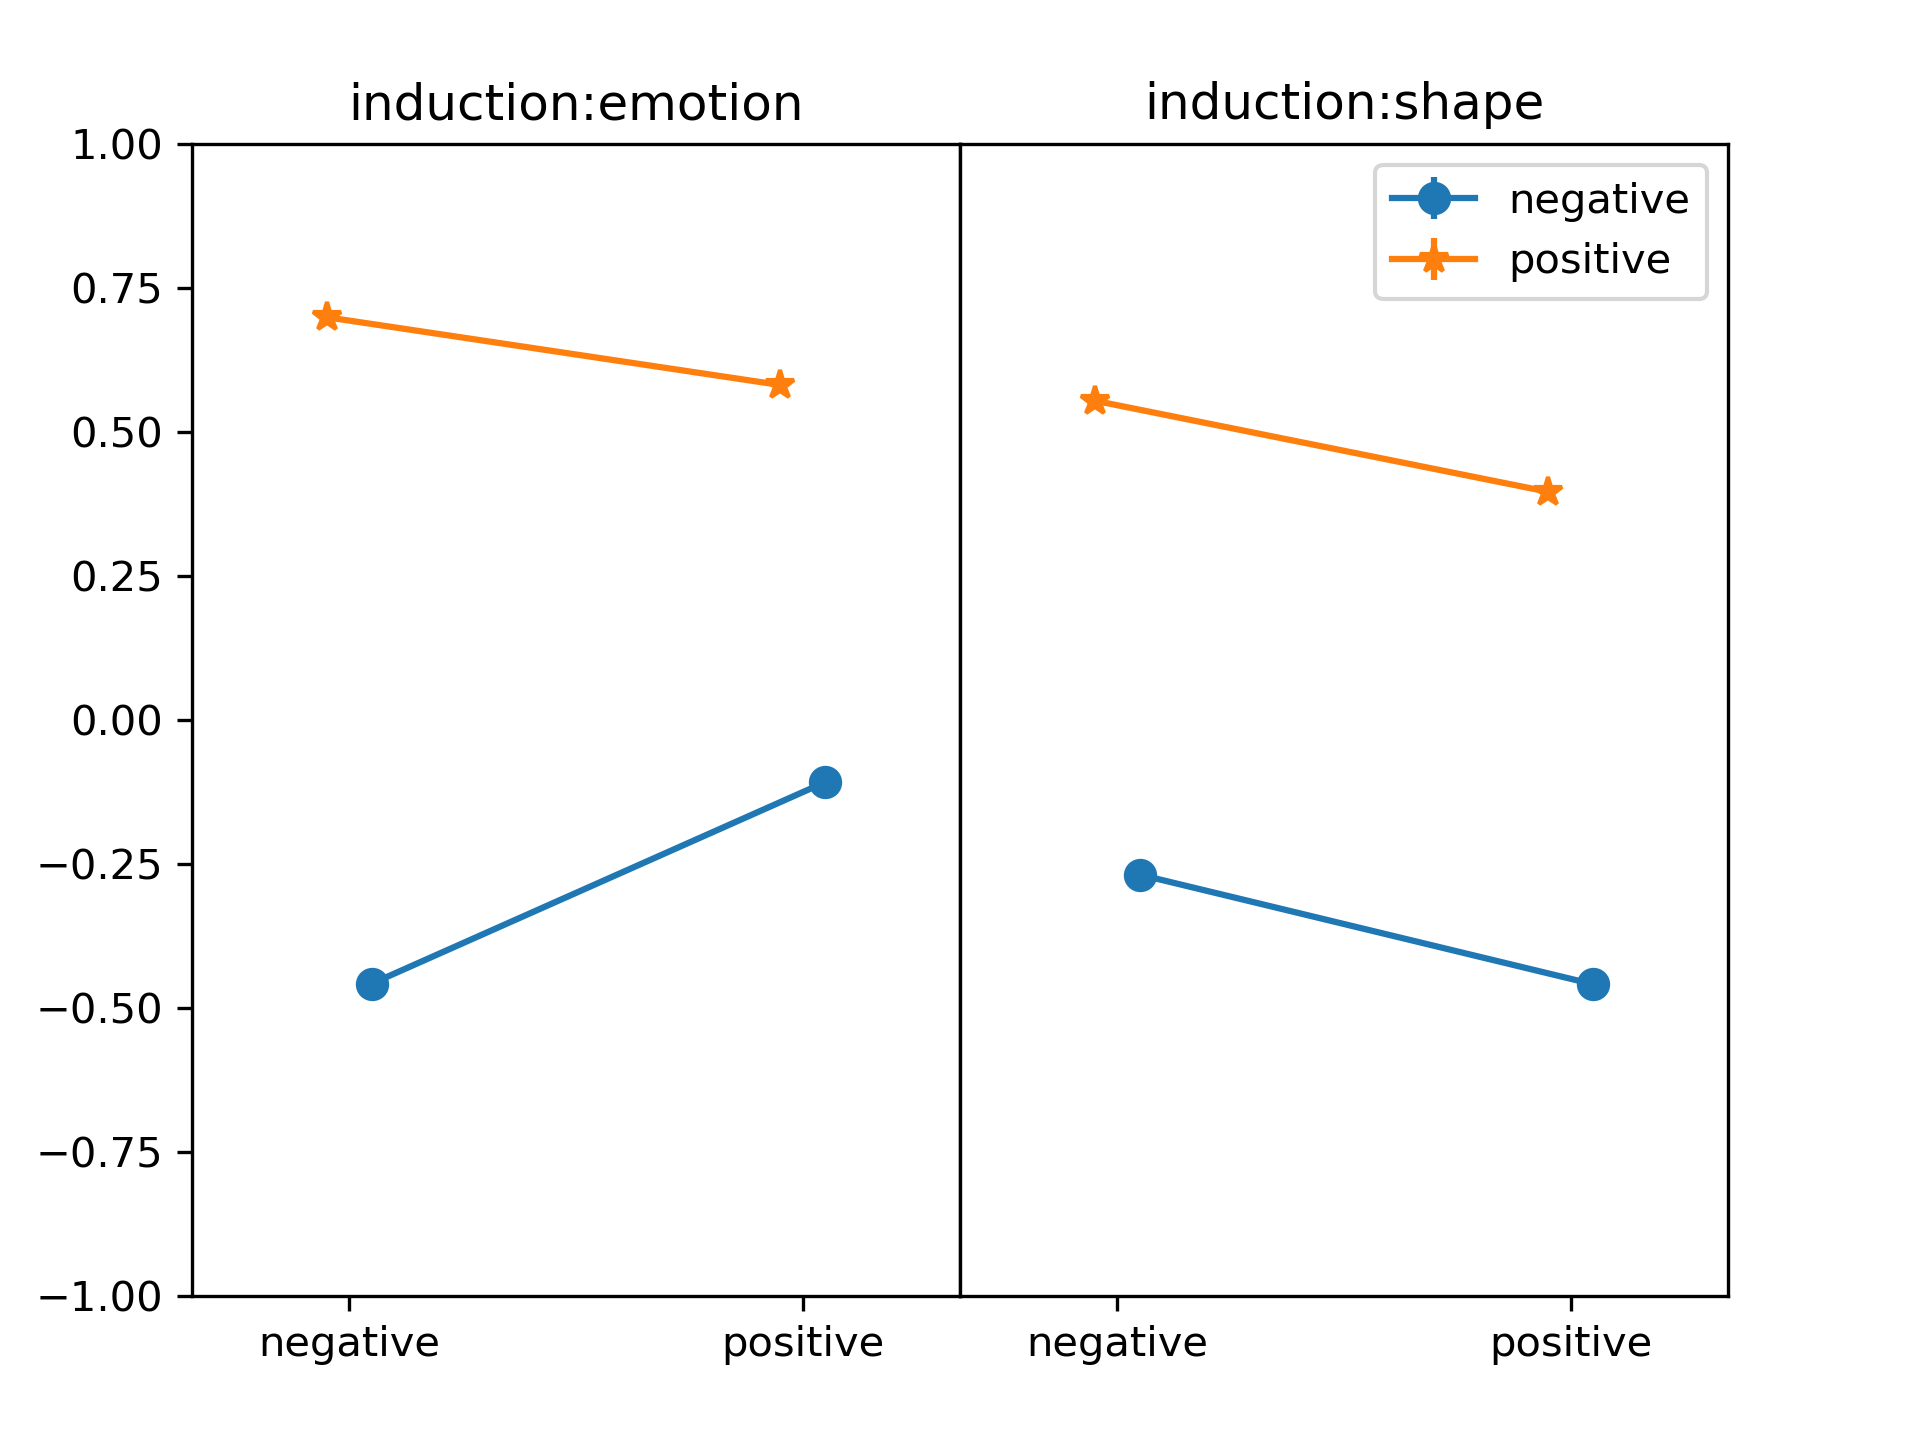 induction:emotion
induction:shape
1.00
0.75
0.50
0.25
0.00
−0.25
−0.50
−0.75
−1.00
negative
positive
negative
positive
negative
positive